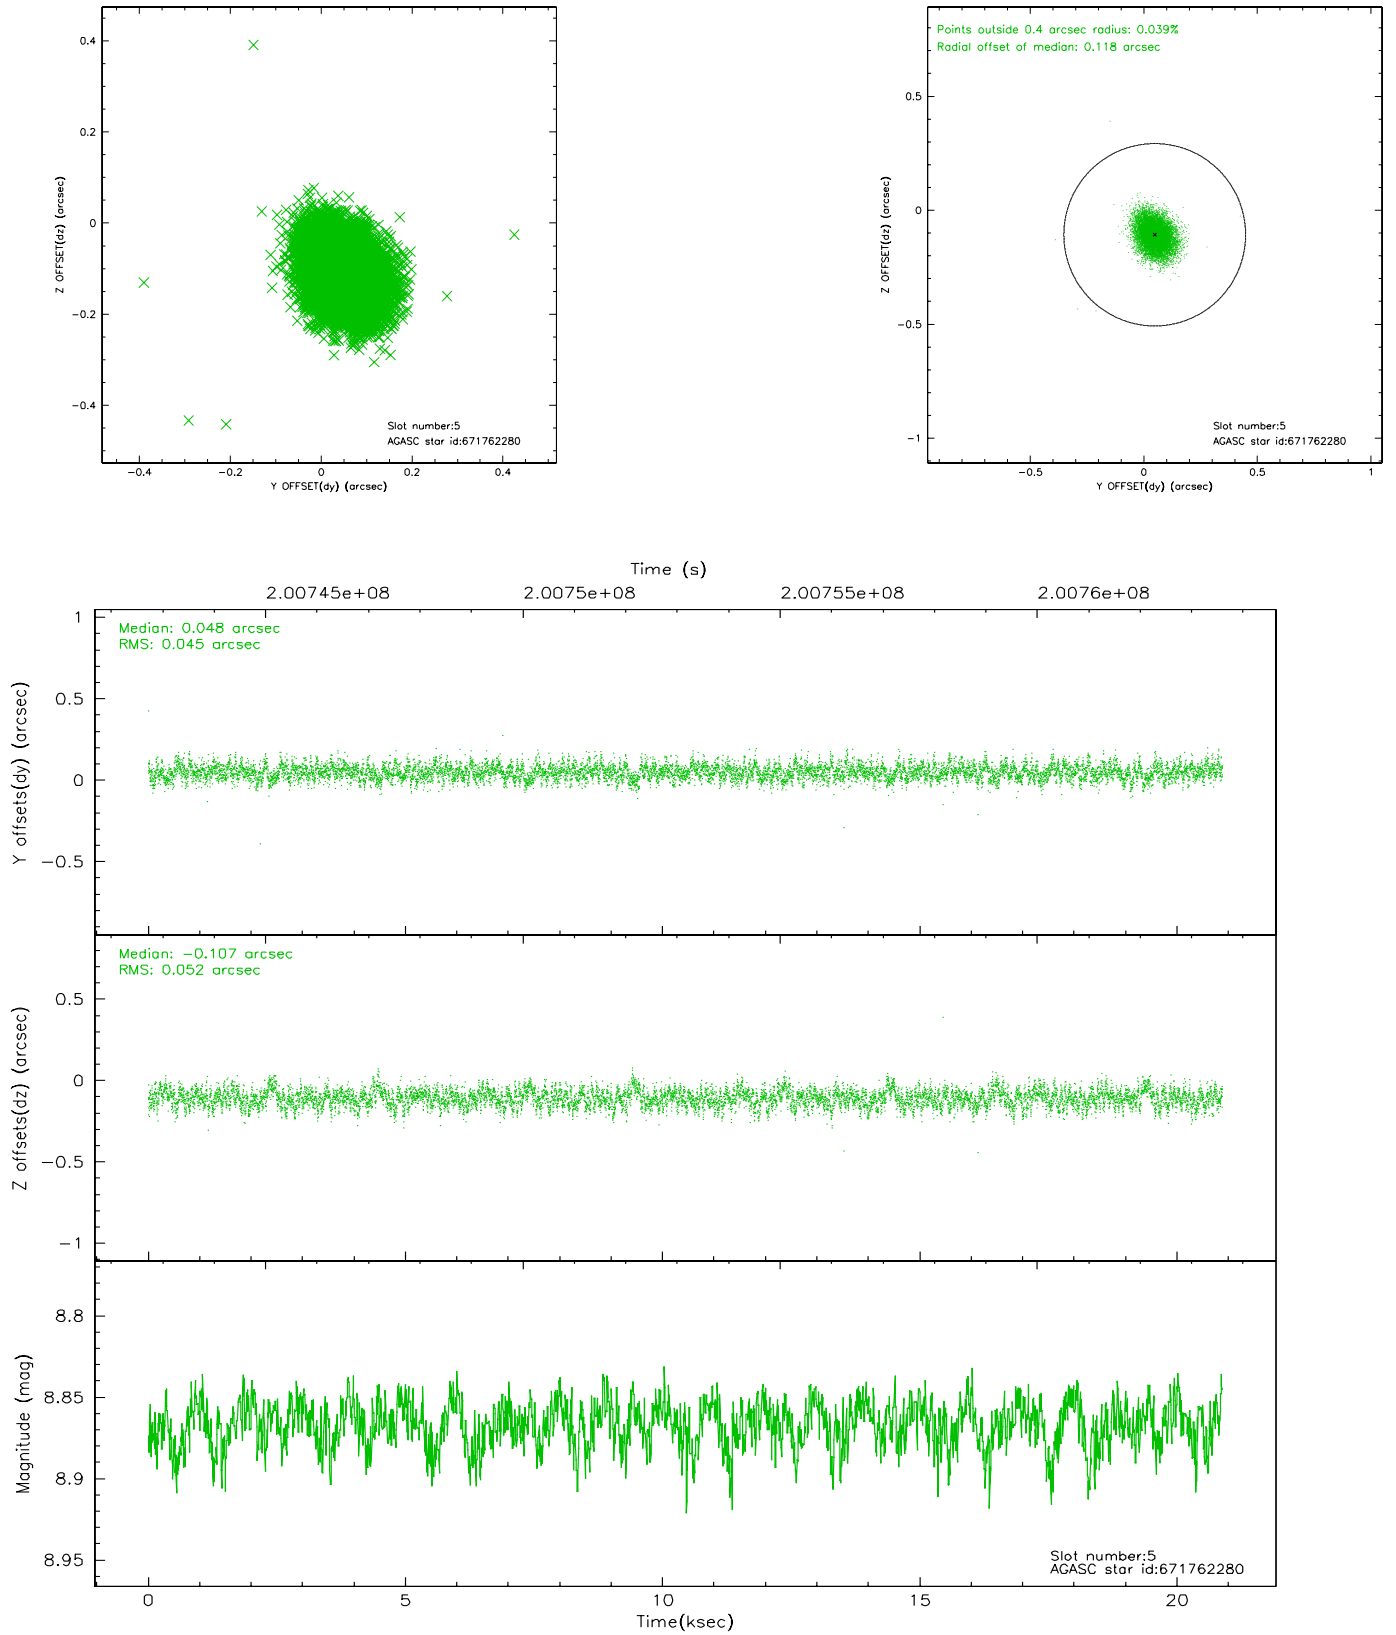 0.4
0.2
0
−0.2
−0.4
Z OFFSET(dz) (arcsec)
Slot number:5
AGASC star id:671762280
−0.4
−0.2
0
0.2
0.4
Y OFFSET(dy) (arcsec)
Points outside 0.4 arcsec radius: 0.039%
Radial offset of median: 0.118 arcsec
0.5
0
−0.5
−1
Z OFFSET(dz) (arcsec)
Slot number:5
AGASC star id:671762280
−0.5
0
0.5
1
Y OFFSET(dy) (arcsec)
Time (s)
2.00745e+08
2.0075e+08
2.00755e+08
2.0076e+08
Median: 0.048 arcsec
RMS: 0.045 arcsec
1
0.5
0
−0.5
Y offsets(dy) (arcsec)
Median: −0.107 arcsec
RMS: 0.052 arcsec
0.5
0
−0.5
−1
Z offsets(dz) (arcsec)
8.8
8.85
8.9
8.95
Magnitude (mag)
Slot number:5
AGASC star id:671762280
0
5
10
15
20
Time(ksec)